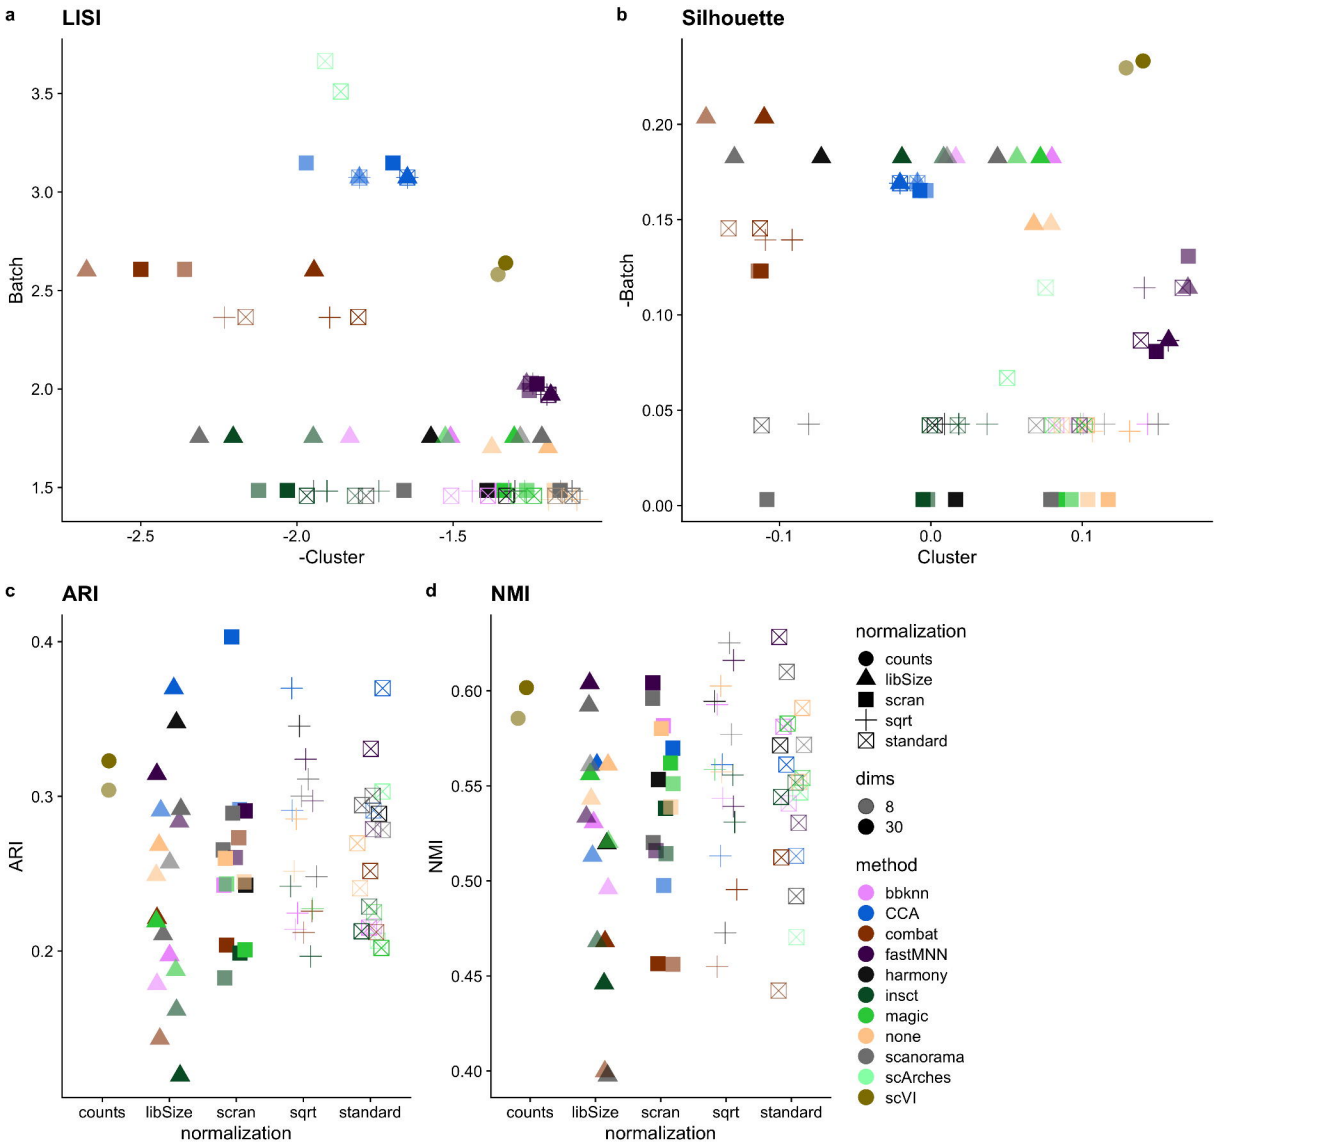 a LISI
3.5
3.0
2.5
2.0
1.5
Batch
-2.5 -2.0 -1.5
-Cluster
b Silhouette
0.20
0.15
0.10
0.05
0.00
-Batch
-0.1 0.0 0.1
Cluster
c ARI
0.4
0.3
0.2
ARI
counts libSize scran sqrt standard
normalization
d NMI
0.60
0.55
0.50
0.45
0.40
NMI
counts libSize scran sqrt standard
normalization
normalization
counts
libSize
scran
sqrt
standard
dims
8
30
method
bbknn
CCA
combat
fastMNN
harmony
insct
magic
none
scanorama
scArches
scVI